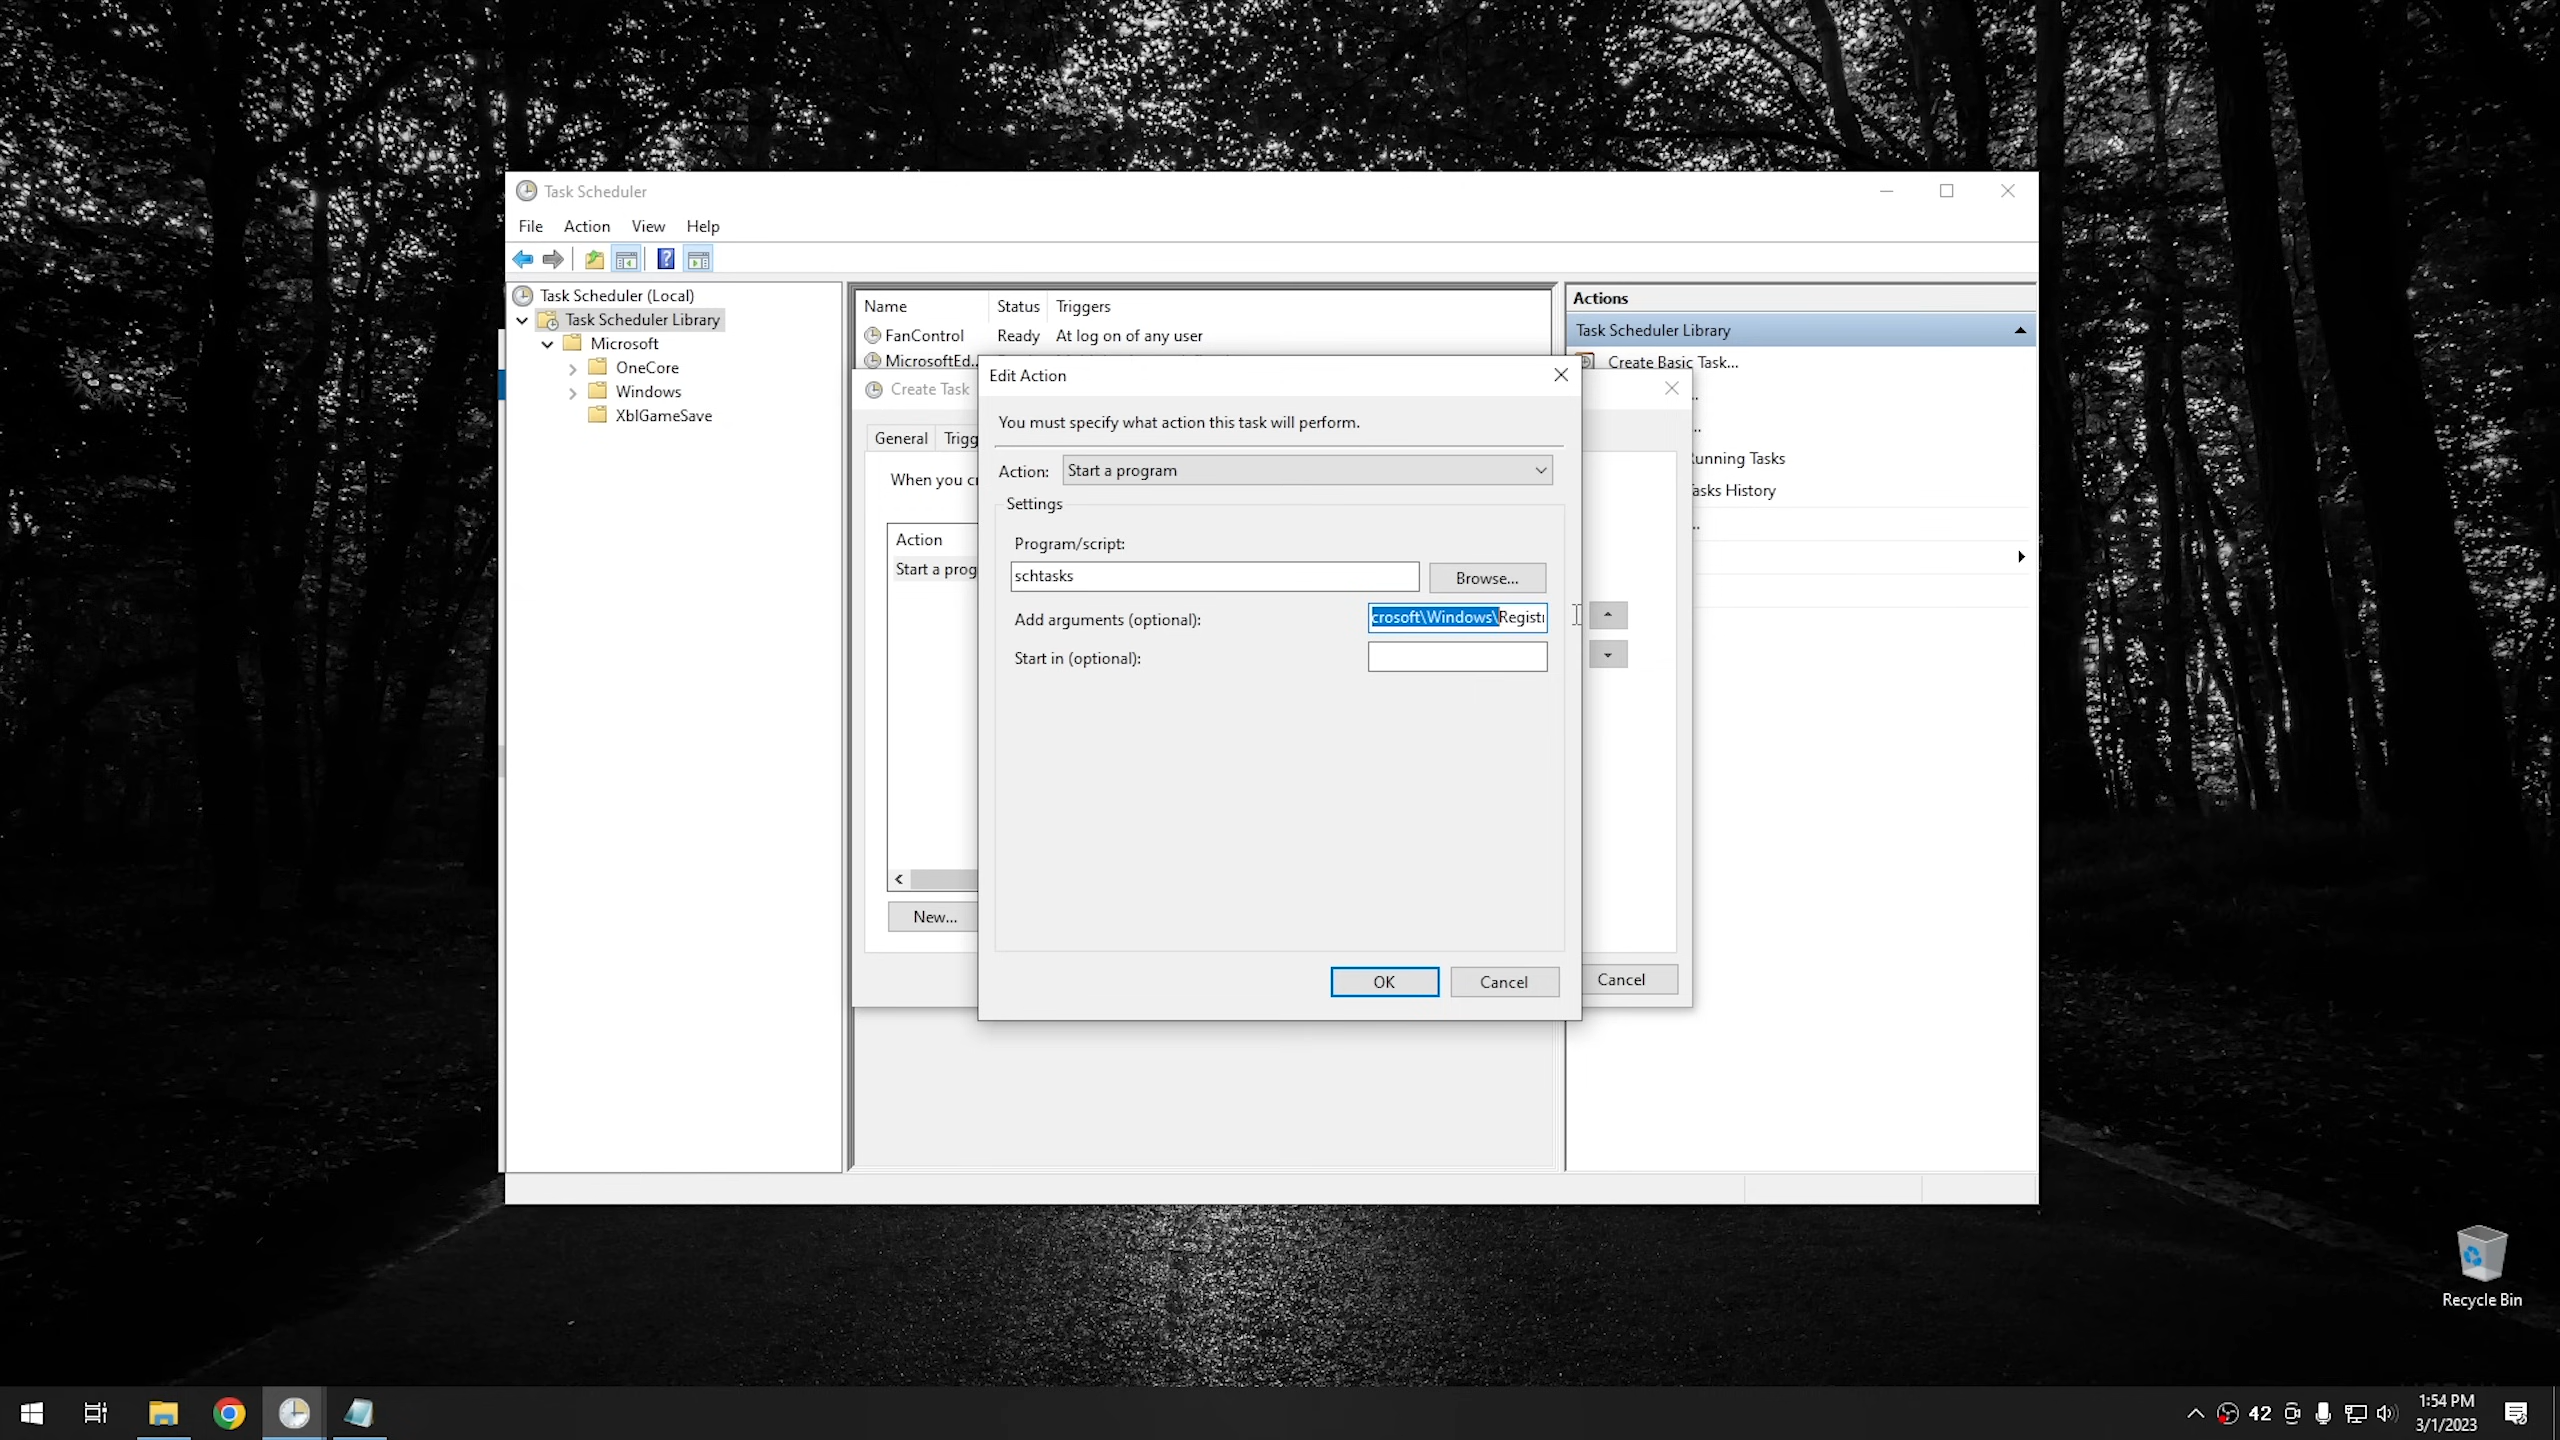 Task Scheduler
File Action View Help
Task Scheduler (Local)
Task Scheduler Library
Microsoft
OneCore
Windows
XblGameSave
Name Status Triggers
FanControl Ready At log on of any user
MicrosoftEd...
Actions
Task Scheduler Library
Create Basic Task...
...
...
Running Tasks
Tasks History
...
Create Task
General Trigg
When you cr
Action
Start a prog
New...
Cancel
Edit Action
You must specify what action this task will perform.
Action: Start a program
Settings
Program/script:
schtasks
Browse...
Add arguments (optional): crosoft\Windows\Registr
Start in (optional):
OK Cancel
Recycle Bin
42
1:54 PM
3/1/2023